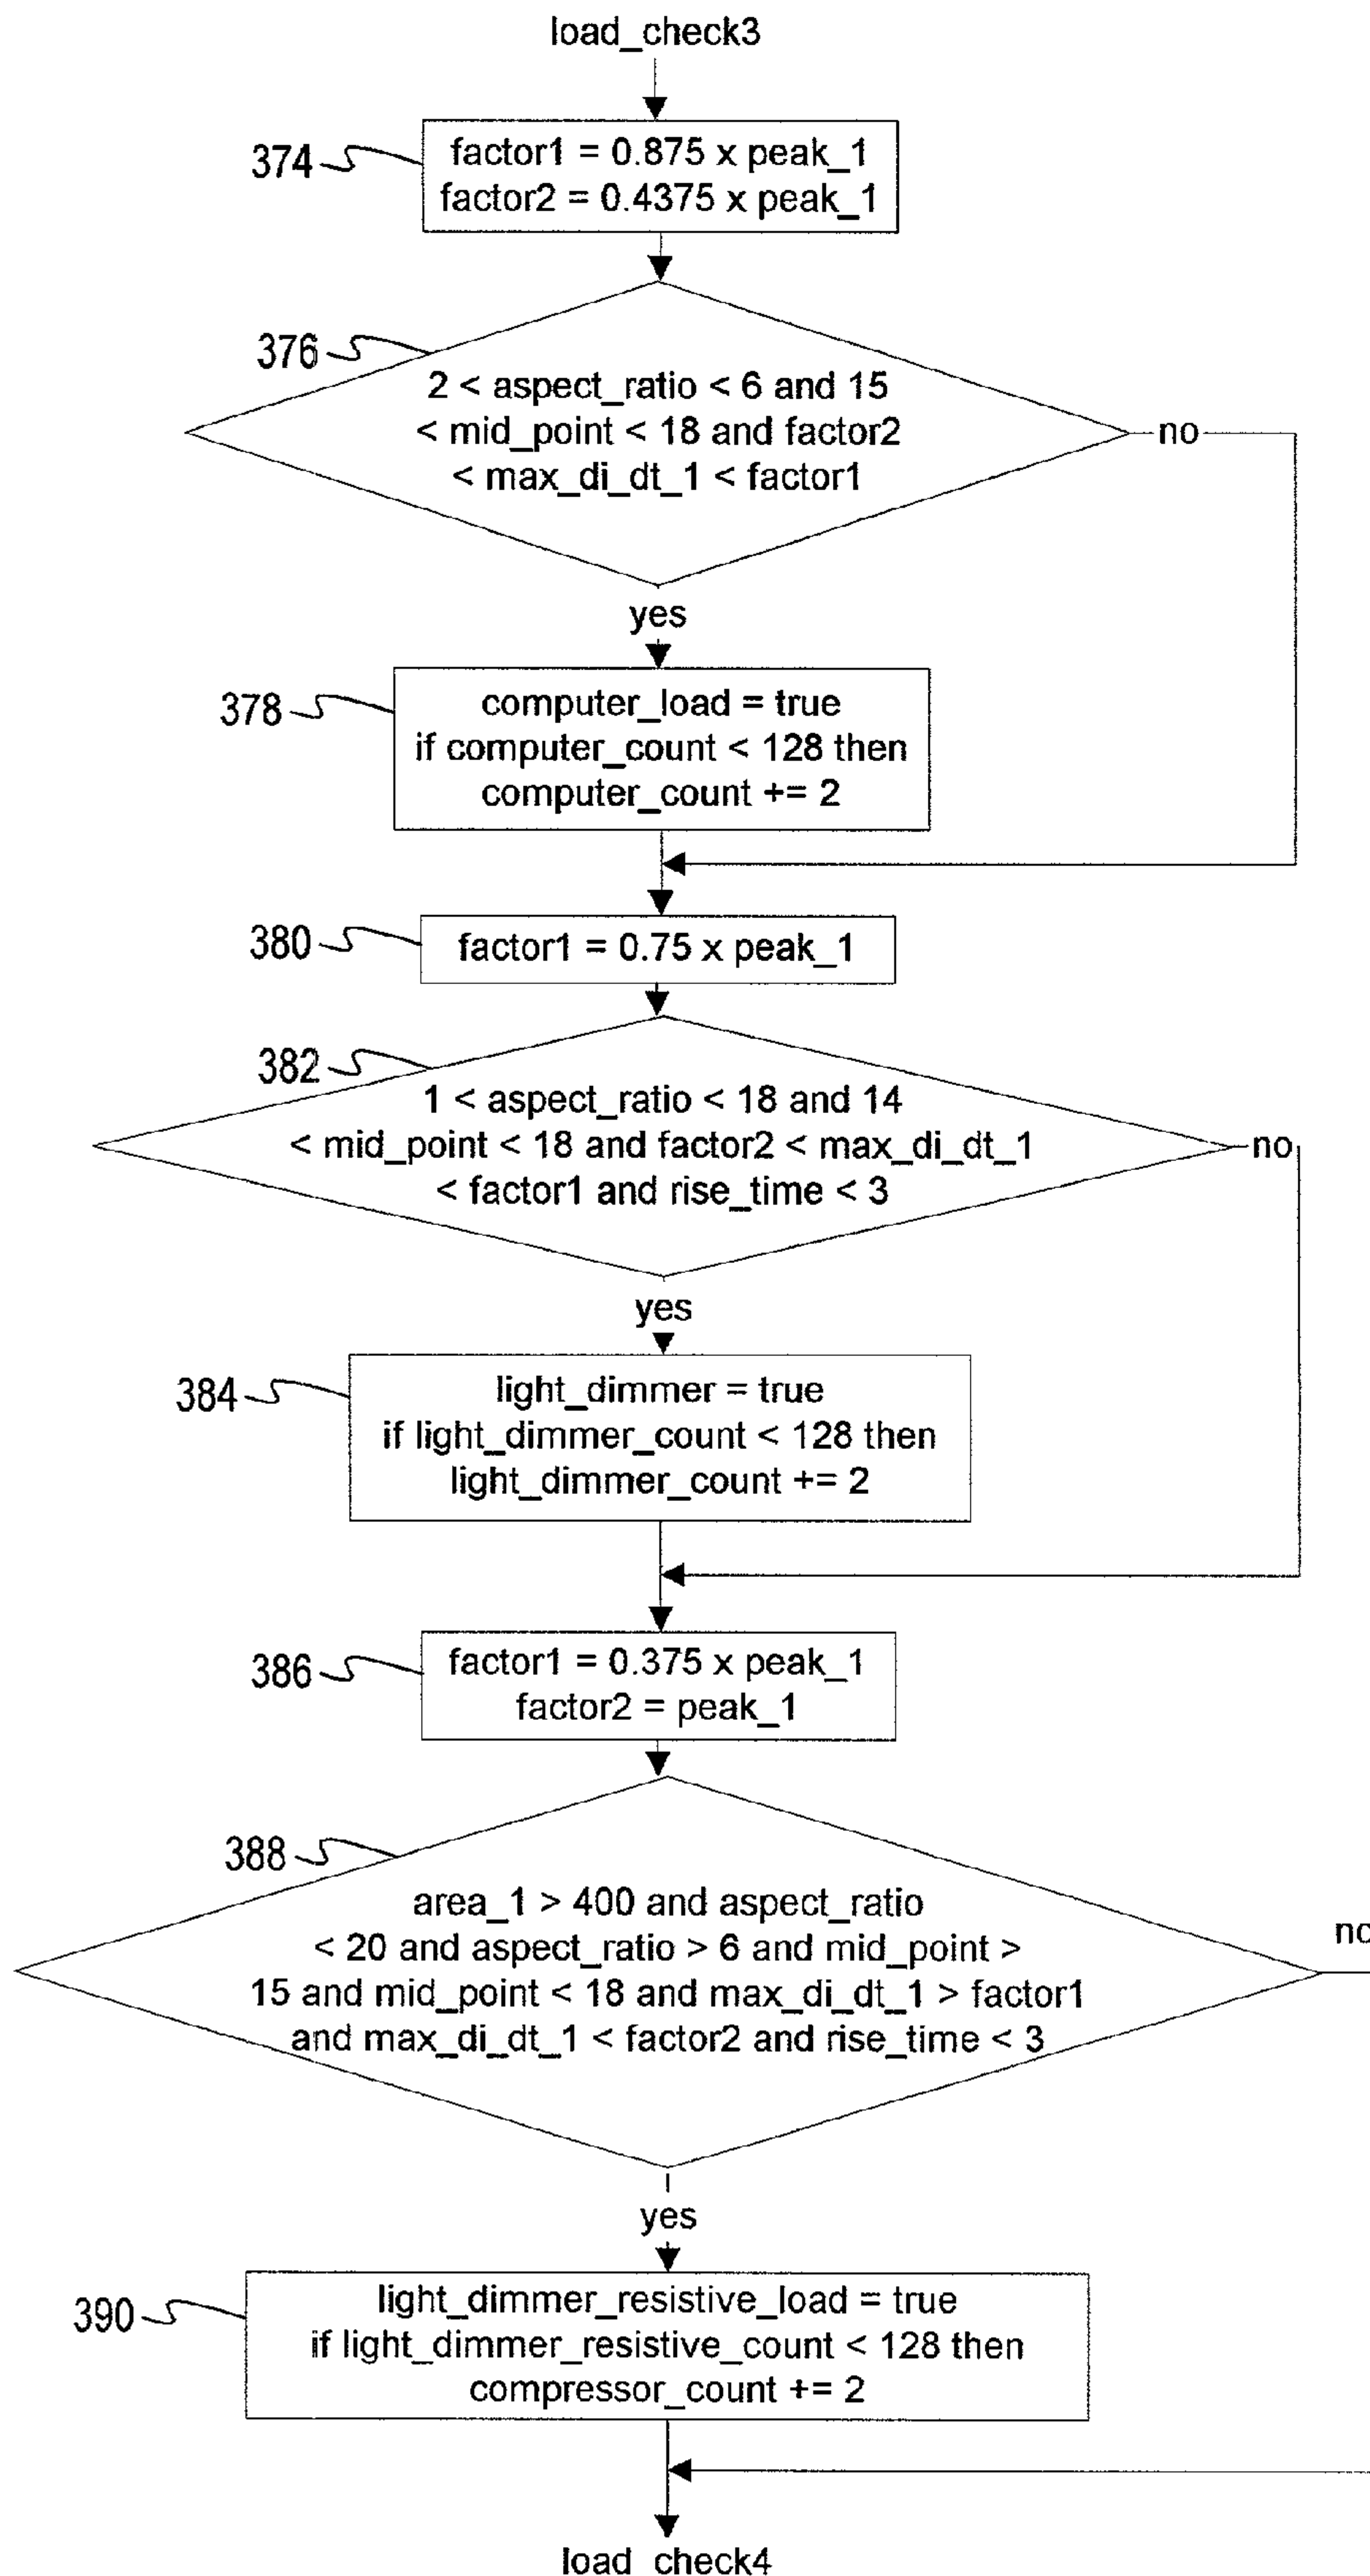 load_check3
374
factor1 = 0.875 x peak_1
factor2 = 0.4375 x peak_1
376
2 < aspect_ratio < 6 and 15
< mid_point < 18 and factor2
< max_di_dt_1 < factor1
no
yes
378
computer_load = true
if computer_count < 128 then
computer_count += 2
380
factor1 = 0.75 x peak_1
382
1 < aspect_ratio < 18 and 14
< mid_point < 18 and factor2 < max_di_dt_1
< factor1 and rise_time < 3
no
yes
384
light_dimmer = true
if light_dimmer_count < 128 then
light_dimmer_count += 2
386
factor1 = 0.375 x peak_1
factor2 = peak_1
388
area_1 > 400 and aspect_ratio
< 20 and aspect_ratio > 6 and mid_point >
15 and mid_point < 18 and max_di_dt_1 > factor1
and max_di_dt_1 < factor2 and rise_time < 3
no
yes
390
light_dimmer_resistive_load = true
if light_dimmer_resistive_count < 128 then
compressor_count += 2
load_check4